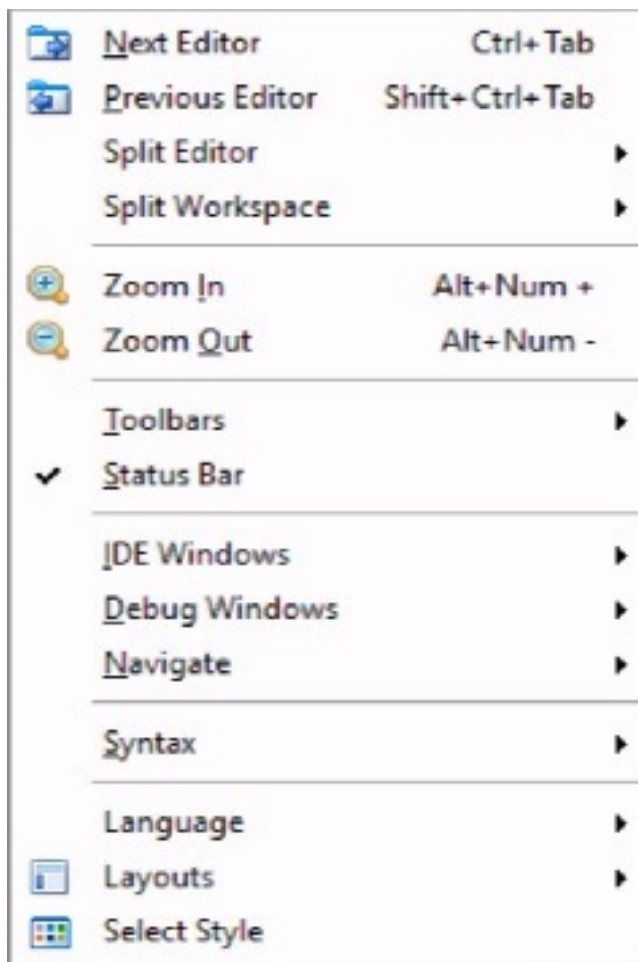 Next Editor Ctrl+Tab
Previous Editor Shift+Ctrl+Tab
Split Editor
Split Workspace
Zoom In Alt+Num +
Zoom Out Alt+Num -
Toolbars
Status Bar
IDE Windows
Debug Windows
Navigate
Syntax
Language
Layouts
Select Style